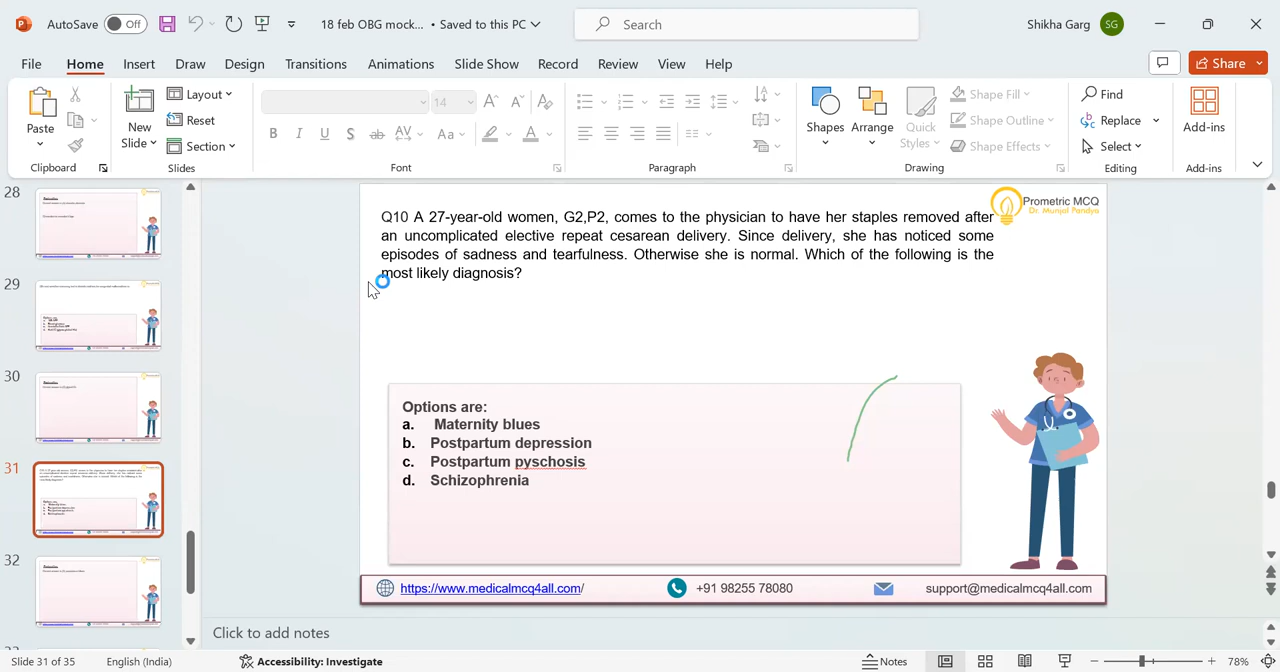 AutoSave Off 18 feb OBG mock... • Saved to this PC Search Shikha Garg SG
File Home Insert Draw Design Transitions Animations Slide Show Record Review View Help Share
Paste New Slide Layout Reset Section 14 Shapes Arrange Quick Styles Shape Fill Shape Outline Shape Effects Find Replace Select Add-ins
Clipboard Slides Font Paragraph Drawing Editing Add-ins
28
29
30
31
32
Prometric MCQ
Dr. Munjal Pandya
Q10 A 27-year-old women, G2,P2, comes to the physician to have her staples removed after
an uncomplicated elective repeat cesarean delivery. Since delivery, she has noticed some
episodes of sadness and tearfulness. Otherwise she is normal. Which of the following is the
most likely diagnosis?
Options are:
a. Maternity blues
b. Postpartum depression
c. Postpartum pyschosis
d. Schizophrenia
https://www.medicalmcq4all.com/ +91 98255 78080 support@medicalmcq4all.com
Click to add notes
Slide 31 of 35 English (India) Accessibility: Investigate Notes 78%